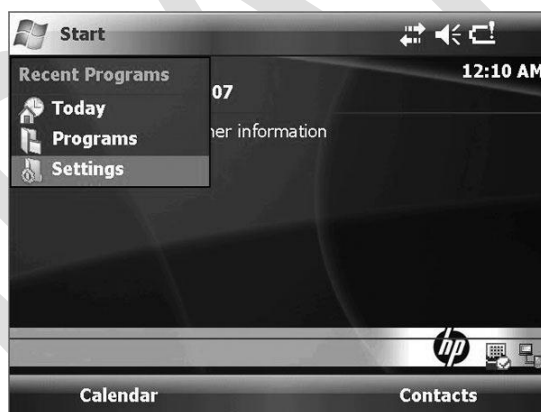 Start
Recent Programs
Today
Programs
Settings
12:10 AM
07
her information
hp
Calendar
Contacts